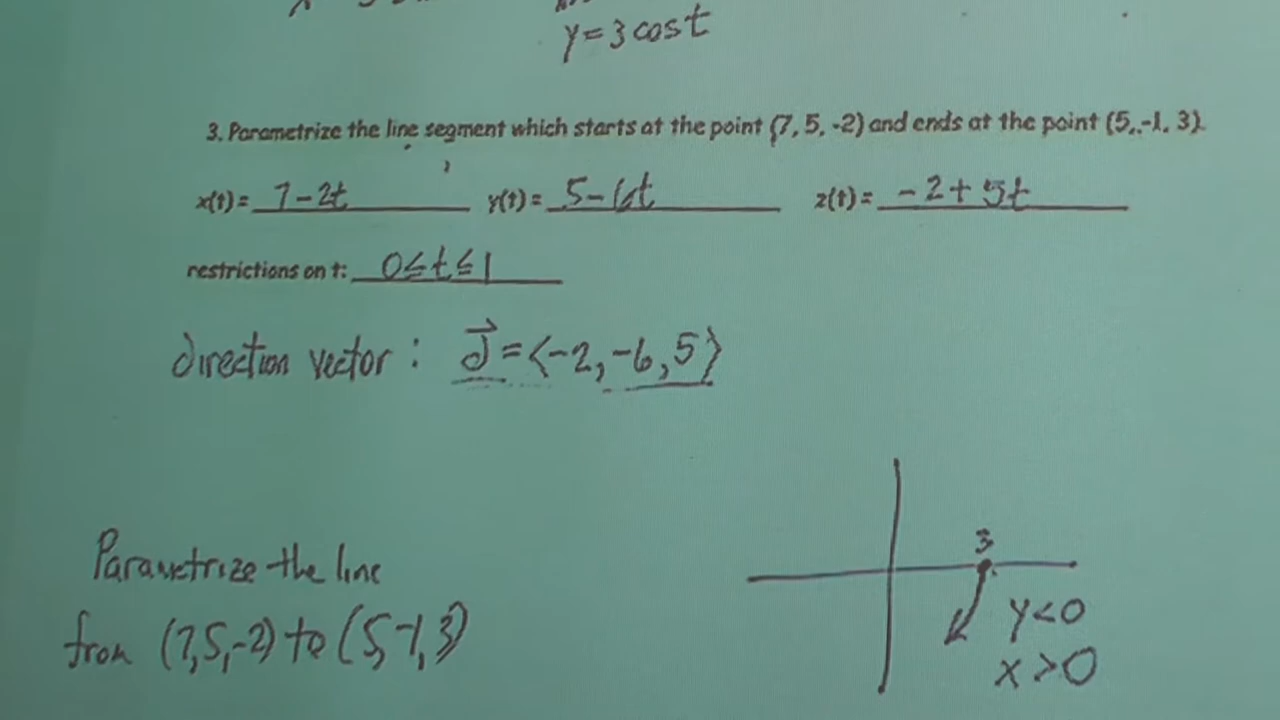 y=3cost
3. Parametrize the line segment which starts at the point (7, 5, -2) and ends at the point (5, -1, 3).
x(t) = 7-2t y(t) = 5-6t z(t) = -2+5t
restrictions on t: 0≤t≤1
direction vector : d⃗ = ⟨-2, -6, 5⟩
3
Parametrize the line
y<0
from (7,5,-2) to (5,-1,3)
x>0